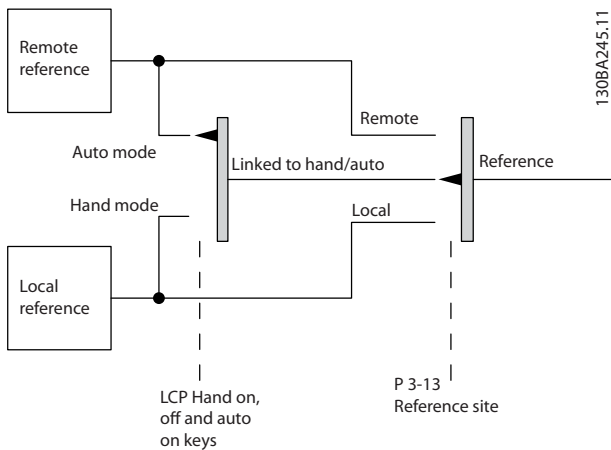 Remote
reference
130BA245.11
Remote
Auto mode
Linked to hand/auto
Reference
Hand mode
Local
Local
reference
LCP Hand on,
off and auto
on keys
P 3-13
Reference site